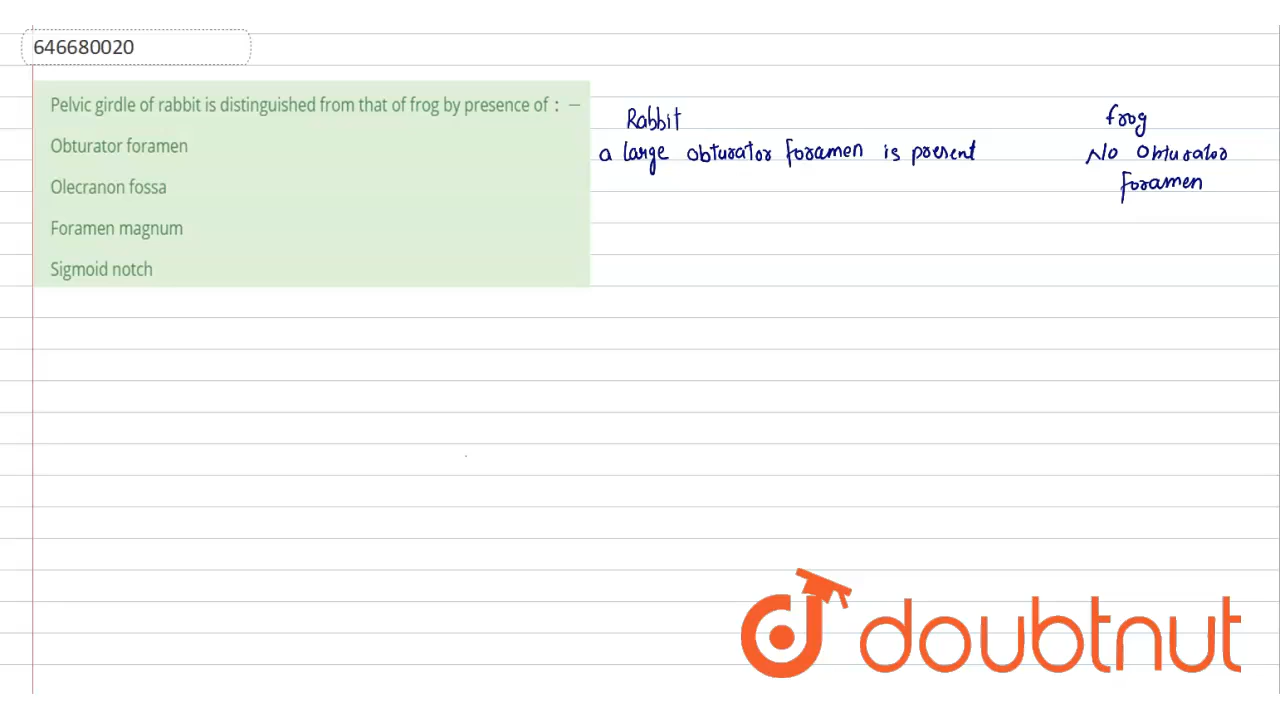 646680020
Pelvic girdle of rabbit is distinguished from that of frog by presence of : –
Obturator foramen
Olecranon fossa
Foramen magnum
Sigmoid notch
Rabbit
a large obturator foramen is present
frog
No Obturator
foramen
doubtnut